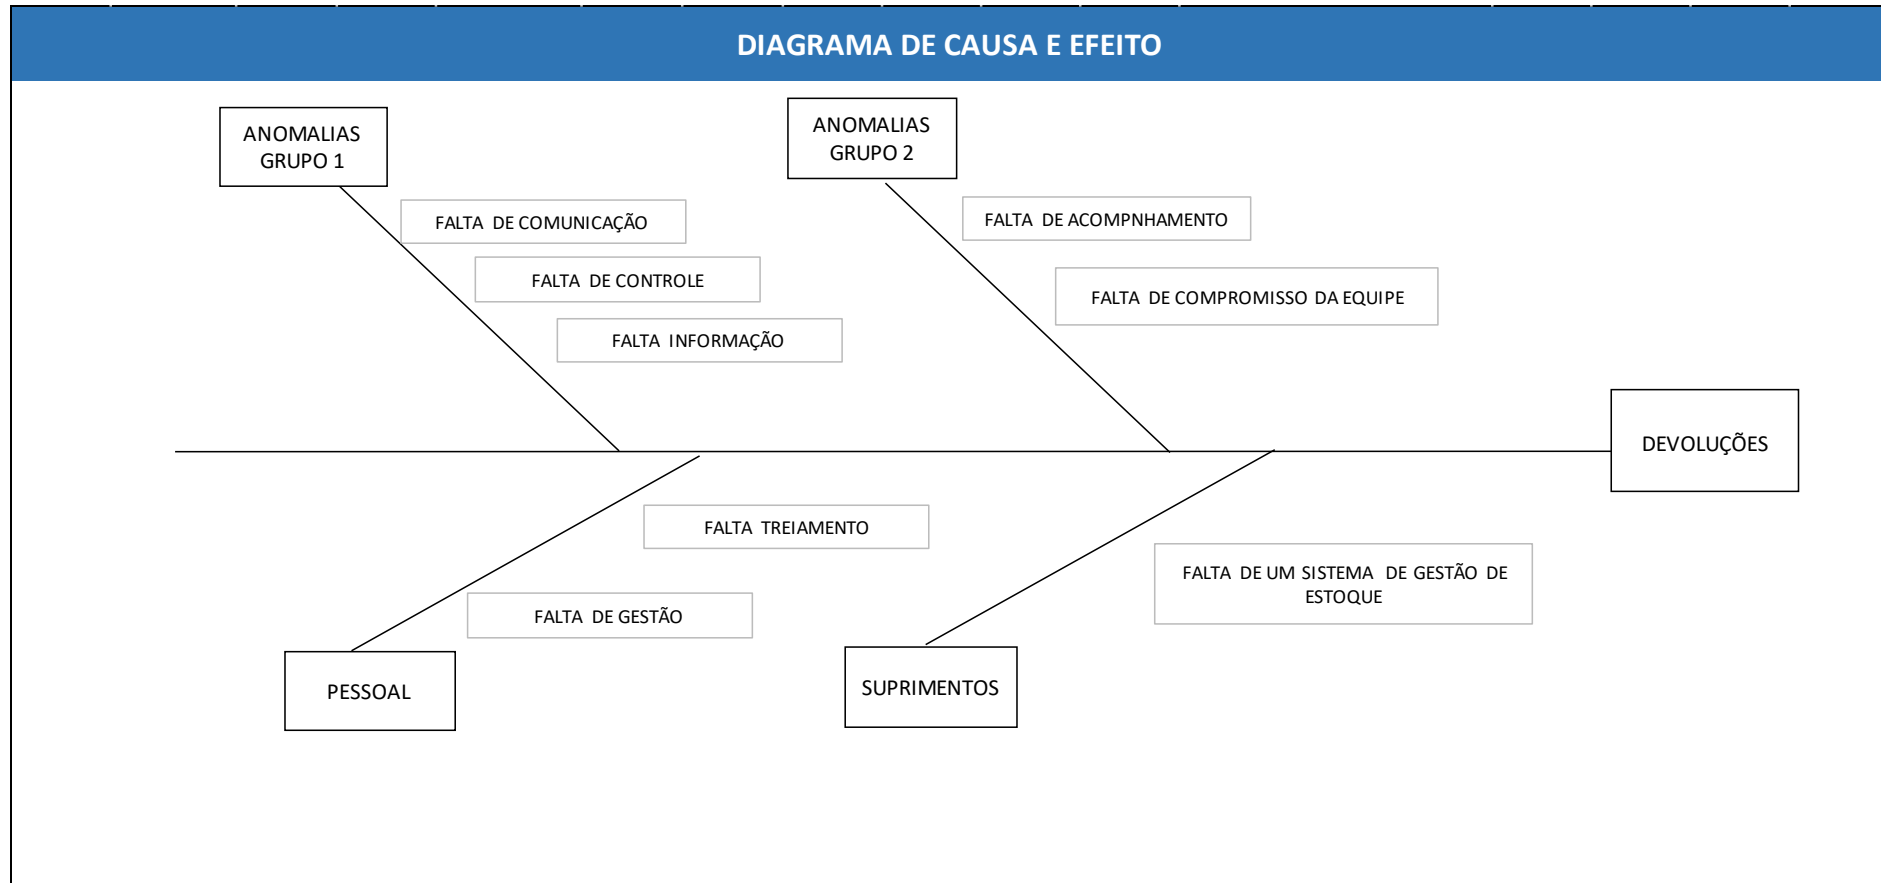 DIAGRAMA DE CAUSA E EFEITO
ANOMALIAS
GRUPO 1
ANOMALIAS
GRUPO 2
FALTA DE COMUNICAÇÃO
FALTA DE ACOMPNHAMENTO
FALTA DE CONTROLE
FALTA DE COMPROMISSO DA EQUIPE
FALTA INFORMAÇÃO
DEVOLUÇÕES
FALTA TREIAMENTO
FALTA DE UM SISTEMA DE GESTÃO DE
ESTOQUE
FALTA DE GESTÃO
PESSOAL
SUPRIMENTOS